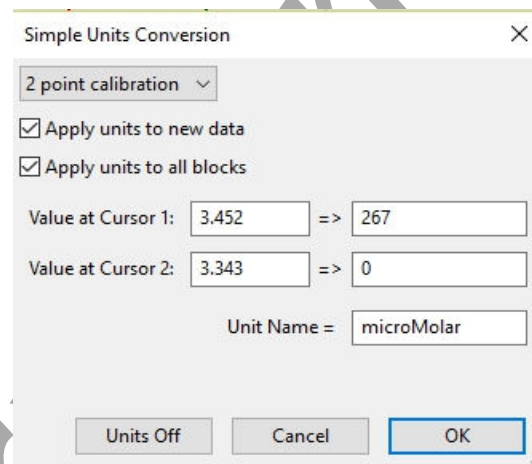 Simple Units Conversion
2 point calibration
Apply units to new data
Apply units to all blocks
Value at Cursor 1: 3.452 => 267
Value at Cursor 2: 3.343 => 0
Unit Name = microMolar
Units Off Cancel OK